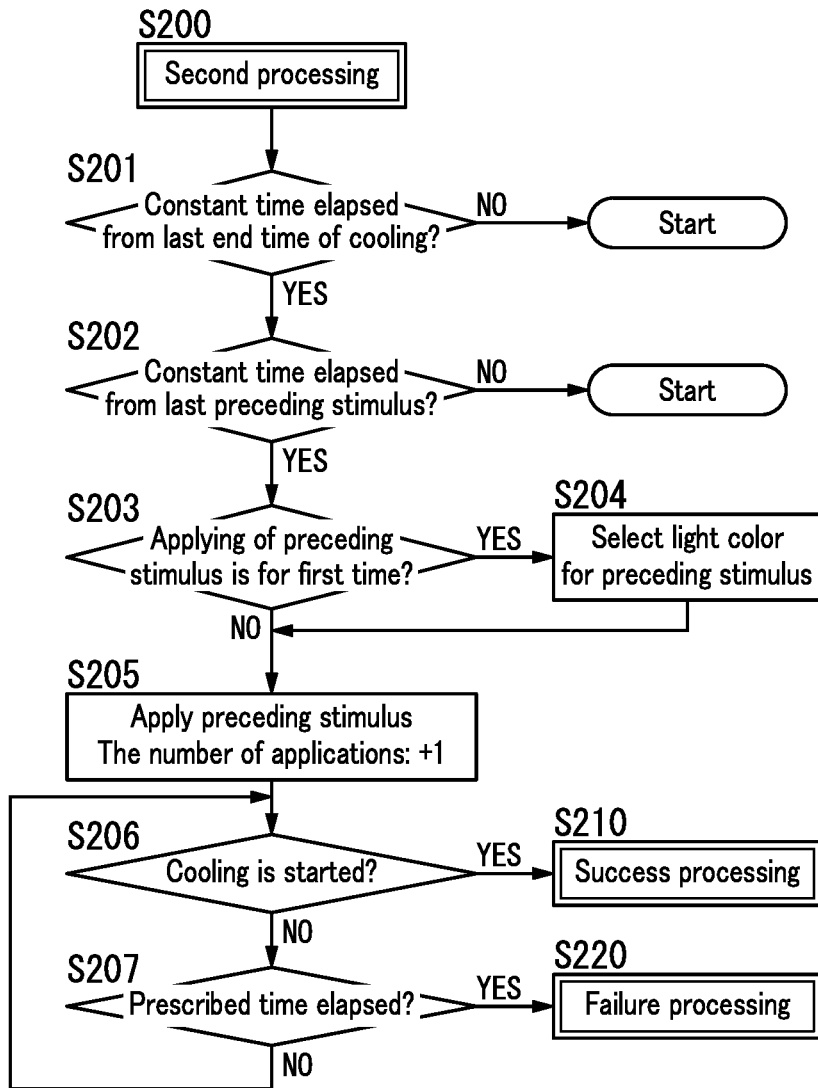 S200
Second processing
S201
Constant time elapsed
from last end time of cooling?
NO
Start
YES
S202
Constant time elapsed
from last preceding stimulus?
NO
Start
YES
S203
Applying of preceding
stimulus is for first time?
YES
S204
Select light color
for preceding stimulus
NO
S205
Apply preceding stimulus
The number of applications: +1
S206
Cooling is started?
YES
S210
Success processing
NO
S207
Prescribed time elapsed?
YES
S220
Failure processing
NO